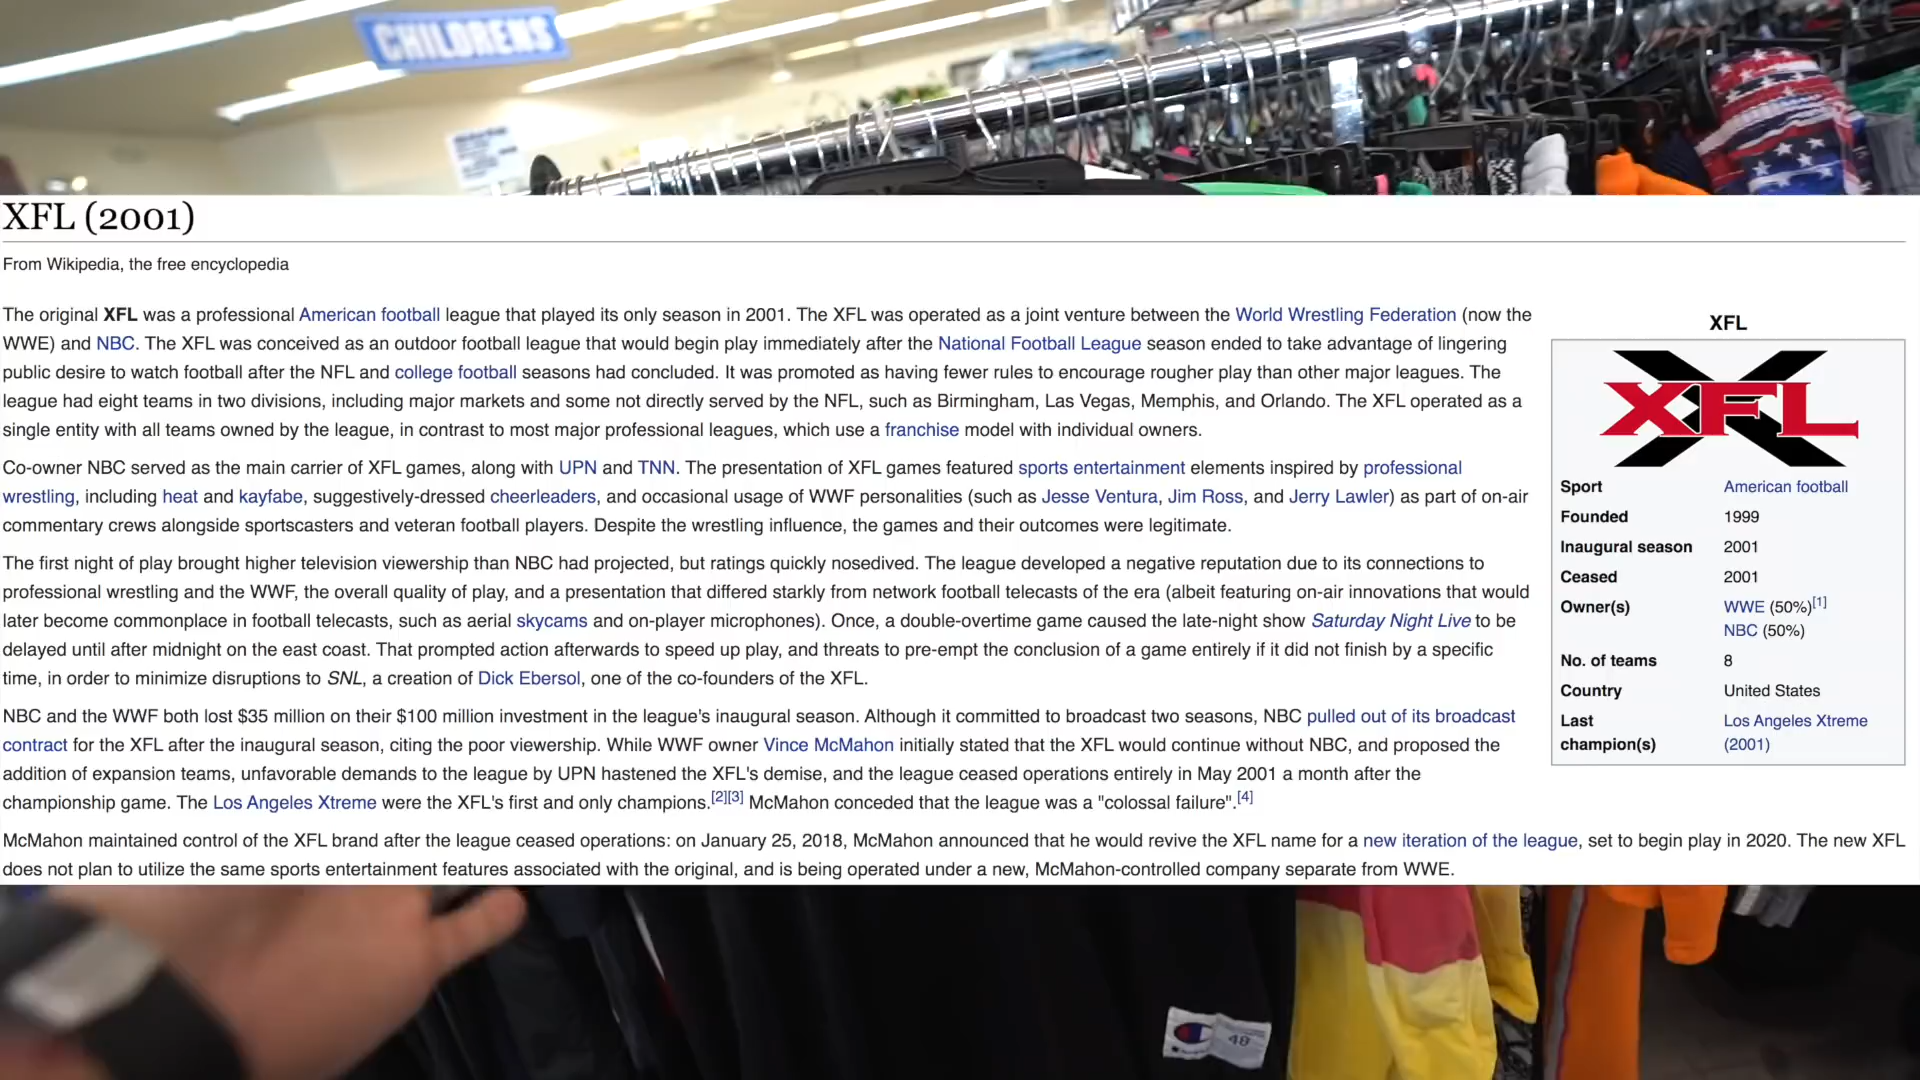 CHILDRENS
XFL (2001)
From Wikipedia, the free encyclopedia
The original XFL was a professional American football league that played its only season in 2001. The XFL was operated as a joint venture between the World Wrestling Federation (now the
WWE) and NBC. The XFL was conceived as an outdoor football league that would begin play immediately after the National Football League season ended to take advantage of lingering
public desire to watch football after the NFL and college football seasons had concluded. It was promoted as having fewer rules to encourage rougher play than other major leagues. The
league had eight teams in two divisions, including major markets and some not directly served by the NFL, such as Birmingham, Las Vegas, Memphis, and Orlando. The XFL operated as a
single entity with all teams owned by the league, in contrast to most major professional leagues, which use a franchise model with individual owners.
Co-owner NBC served as the main carrier of XFL games, along with UPN and TNN. The presentation of XFL games featured sports entertainment elements inspired by professional
wrestling, including heat and kayfabe, suggestively-dressed cheerleaders, and occasional usage of WWF personalities (such as Jesse Ventura, Jim Ross, and Jerry Lawler) as part of on-air
commentary crews alongside sportscasters and veteran football players. Despite the wrestling influence, the games and their outcomes were legitimate.
The first night of play brought higher television viewership than NBC had projected, but ratings quickly nosedived. The league developed a negative reputation due to its connections to
professional wrestling and the WWF, the overall quality of play, and a presentation that differed starkly from network football telecasts of the era (albeit featuring on-air innovations that would
later become commonplace in football telecasts, such as aerial skycams and on-player microphones). Once, a double-overtime game caused the late-night show Saturday Night Live to be
delayed until after midnight on the east coast. That prompted action afterwards to speed up play, and threats to pre-empt the conclusion of a game entirely if it did not finish by a specific
time, in order to minimize disruptions to SNL, a creation of Dick Ebersol, one of the co-founders of the XFL.
NBC and the WWF both lost $35 million on their $100 million investment in the league's inaugural season. Although it committed to broadcast two seasons, NBC pulled out of its broadcast
contract for the XFL after the inaugural season, citing the poor viewership. While WWF owner Vince McMahon initially stated that the XFL would continue without NBC, and proposed the
addition of expansion teams, unfavorable demands to the league by UPN hastened the XFL's demise, and the league ceased operations entirely in May 2001 a month after the
championship game. The Los Angeles Xtreme were the XFL's first and only champions.[2][3] McMahon conceded that the league was a "colossal failure".[4]
McMahon maintained control of the XFL brand after the league ceased operations: on January 25, 2018, McMahon announced that he would revive the XFL name for a new iteration of the league, set to begin play in 2020. The new XFL
does not plan to utilize the same sports entertainment features associated with the original, and is being operated under a new, McMahon-controlled company separate from WWE.
XFL
XFL
Sport American football
Founded 1999
Inaugural season 2001
Ceased 2001
Owner(s) WWE (50%)[1]
NBC (50%)
No. of teams 8
Country United States
Last Los Angeles Xtreme
champion(s) (2001)
48